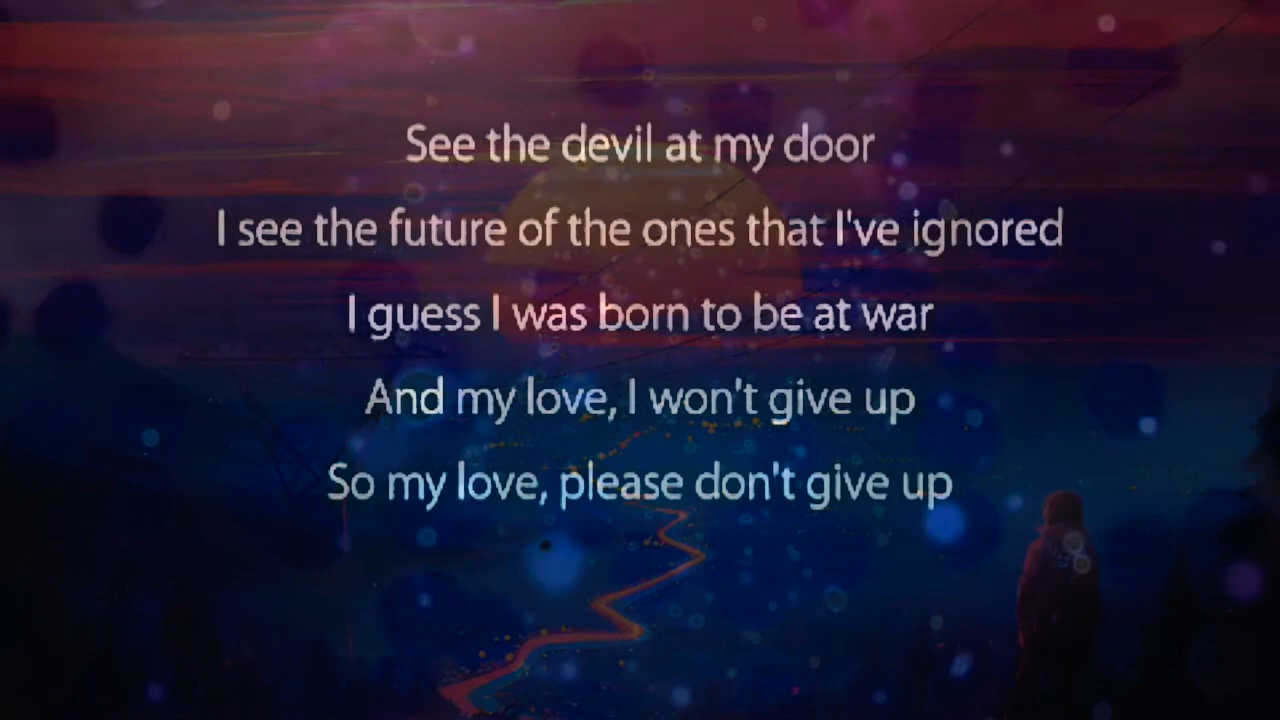 See the devil at my door
I see the future of the ones that I've ignored
I guess I was born to be at war
And my love, I won't give up
So my love, please don't give up